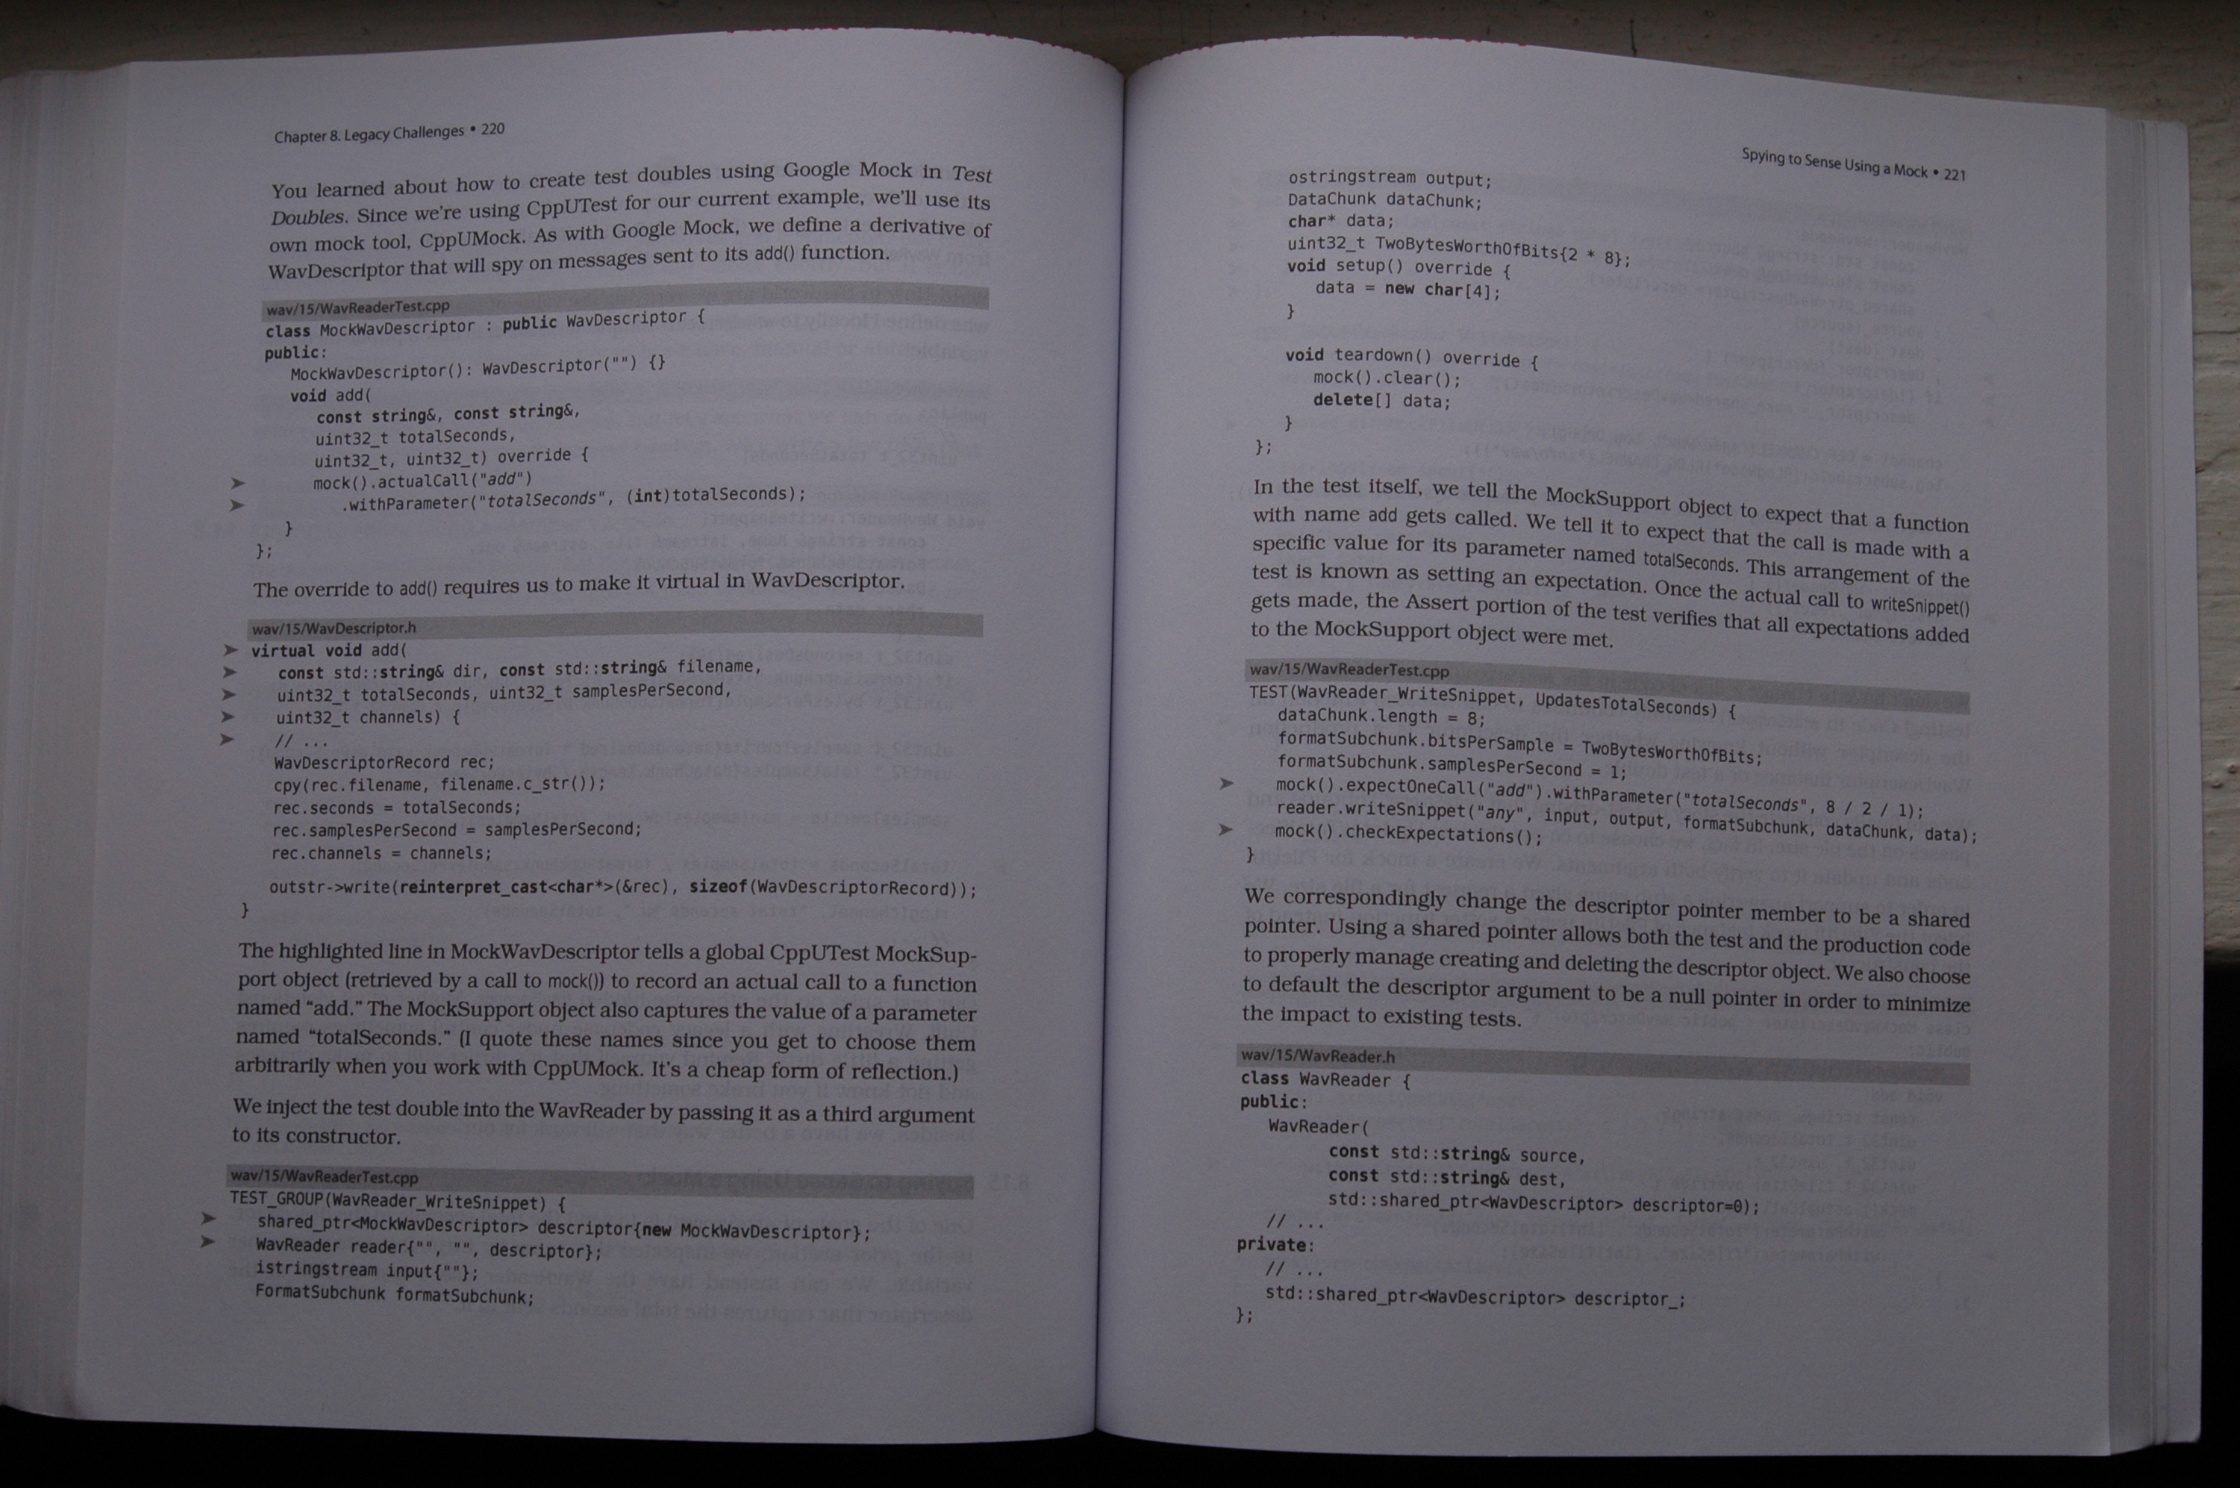 Chapter 8. Legacy Challenges • 220
You learned about how to create test doubles using Google Mock in Test
Doubles. Since we're using CppUTest for our current example, we'll use its
own mock tool, CppUMock. As with Google Mock, we define a derivative of
WavDescriptor that will spy on messages sent to its add() function.
wav/15/WavReaderTest.cpp
class MockWavDescriptor : public WavDescriptor {
public:
MockWavDescriptor(): WavDescriptor("") {}
void add(
const string&, const string&,
uint32_t totalSeconds,
uint32_t, uint32_t) override {
➤ mock().actualCall("add")
➤ .withParameter("totalSeconds", (int)totalSeconds);
}
};
The override to add() requires us to make it virtual in WavDescriptor.
wav/15/WavDescriptor.h
➤ virtual void add(
➤ const std::string& dir, const std::string& filename,
➤ uint32_t totalSeconds, uint32_t samplesPerSecond,
➤ uint32_t channels) {
➤ // ...
WavDescriptorRecord rec;
cpy(rec.filename, filename.c_str());
rec.seconds = totalSeconds;
rec.samplesPerSecond = samplesPerSecond;
rec.channels = channels;
outstr->write(reinterpret_cast<char*>(&rec), sizeof(WavDescriptorRecord));
}
The highlighted line in MockWavDescriptor tells a global CppUTest MockSup-
port object (retrieved by a call to mock()) to record an actual call to a function
named “add.” The MockSupport object also captures the value of a parameter
named “totalSeconds.” (I quote these names since you get to choose them
arbitrarily when you work with CppUMock. It's a cheap form of reflection.)
We inject the test double into the WavReader by passing it as a third argument
to its constructor.
wav/15/WavReaderTest.cpp
TEST_GROUP(WavReader_WriteSnippet) {
➤ shared_ptr<MockWavDescriptor> descriptor{new MockWavDescriptor};
➤ WavReader reader{"", "", descriptor};
istringstream input{""};
FormatSubchunk formatSubchunk;
Spying to Sense Using a Mock • 221
ostringstream output;
DataChunk dataChunk;
char* data;
uint32_t TwoBytesWorthOfBits{2 * 8};
void setup() override {
data = new char[4];
}
void teardown() override {
mock().clear();
delete[] data;
}
};
In the test itself, we tell the MockSupport object to expect that a function
with name add gets called. We tell it to expect that the call is made with a
specific value for its parameter named totalSeconds. This arrangement of the
test is known as setting an expectation. Once the actual call to writeSnippet()
gets made, the Assert portion of the test verifies that all expectations added
to the MockSupport object were met.
wav/15/WavReaderTest.cpp
TEST(WavReader_WriteSnippet, UpdatesTotalSeconds) {
dataChunk.length = 8;
formatSubchunk.bitsPerSample = TwoBytesWorthOfBits;
formatSubchunk.samplesPerSecond = 1;
➤ mock().expectOneCall("add").withParameter("totalSeconds", 8 / 2 / 1);
reader.writeSnippet("any", input, output, formatSubchunk, dataChunk, data);
➤ mock().checkExpectations();
}
We correspondingly change the descriptor pointer member to be a shared
pointer. Using a shared pointer allows both the test and the production code
to properly manage creating and deleting the descriptor object. We also choose
to default the descriptor argument to be a null pointer in order to minimize
the impact to existing tests.
wav/15/WavReader.h
class WavReader {
public:
WavReader(
const std::string& source,
const std::string& dest,
std::shared_ptr<WavDescriptor> descriptor=0);
// ...
private:
// ...
std::shared_ptr<WavDescriptor> descriptor_;
};